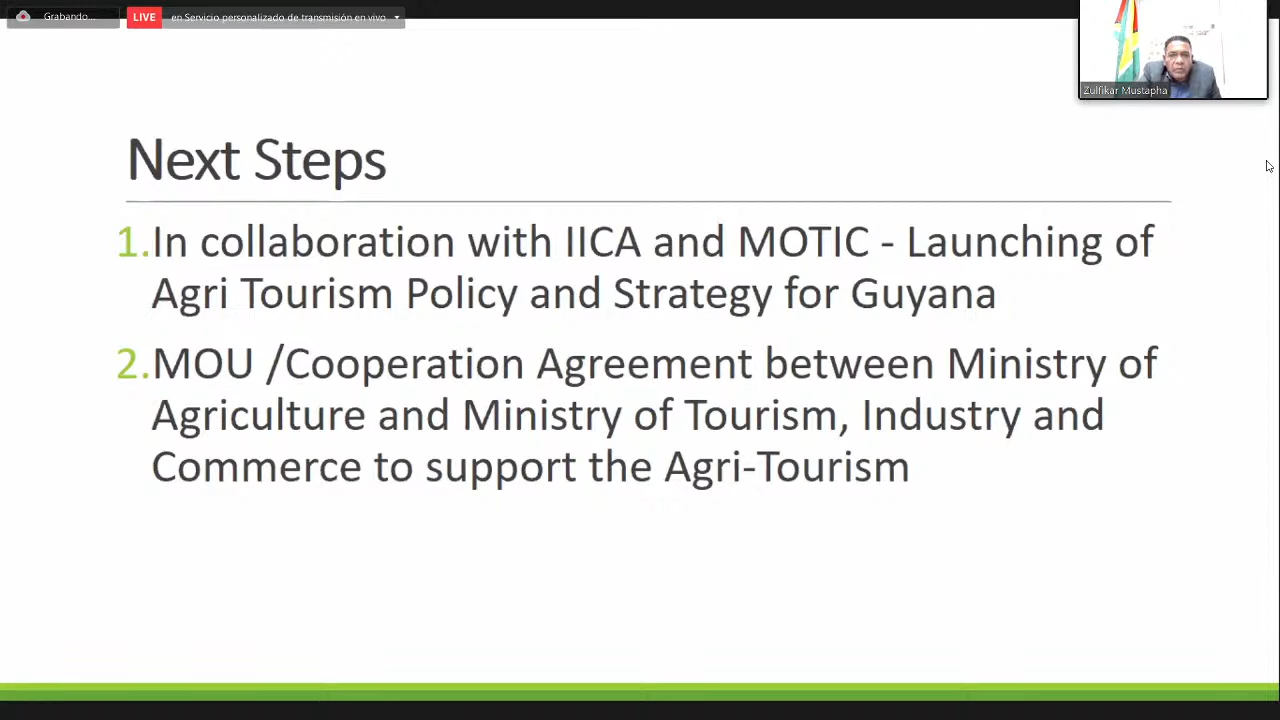 Grabando...
LIVE
en Servicio personalizado de transmisión en vivo
Zulfikar Mustapha
Next Steps
1.In collaboration with IICA and MOTIC - Launching of
Agri Tourism Policy and Strategy for Guyana
2.MOU /Cooperation Agreement between Ministry of
Agriculture and Ministry of Tourism, Industry and
Commerce to support the Agri-Tourism